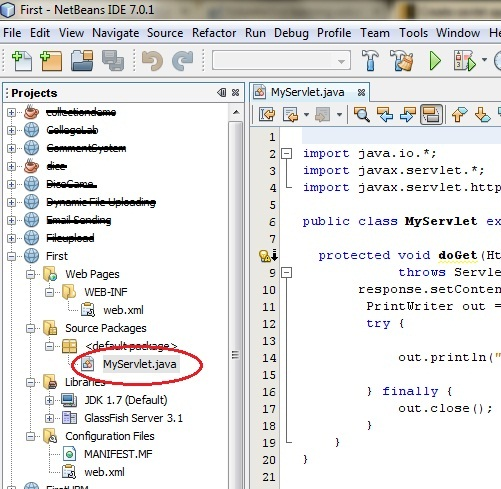 First - NetBeans IDE 7.0.1
File Edit View Navigate Source Refactor Run Debug Profile Team Tools Window
Projects
MyServlet.java
collectiondemo
CollegeLab
CommentSystem
dice
DiceGame
Dynamic File Uploading
Email Sending
Fileupload
First
Web Pages
WEB-INF
web.xml
Source Packages
<default package>
MyServlet.java
Libraries
JDK 1.7 (Default)
GlassFish Server 3.1
Configuration Files
MANIFEST.MF
web.xml
1
2 import java.io.*;
3 import javax.servlet.*;
4 import javax.servlet.http
5
6 public class MyServlet ex
7
protected void doGet(Ht
9 throws Servle
10 response.setConten
11 PrintWriter out =
12 try {
13
14 out.println("
15
16 } finally {
17 out.close();
18 }
19 }
20 }
21